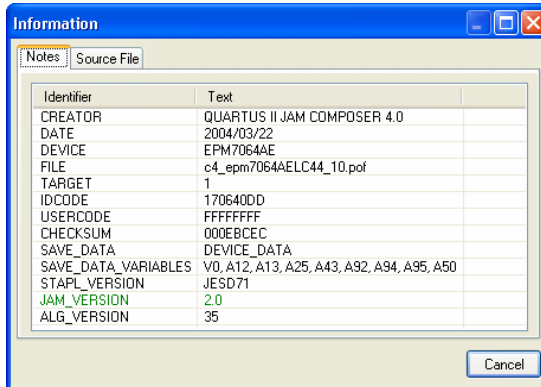 Information
Notes Source File
Identifier Text
CREATOR QUARTUS II JAM COMPOSER 4.0
DATE 2004/03/22
DEVICE EPM7064AE
FILE c4_epm7064AELC44_10.pof
TARGET 1
IDCODE 170640DD
USERCODE FFFFFFFF
CHECKSUM 000EBCEC
SAVE_DATA DEVICE_DATA
SAVE_DATA_VARIABLES V0, A12, A13, A25, A43, A92, A94, A95, A50
STAPL_VERSION JESD71
JAM_VERSION 2.0
ALG_VERSION 35
Cancel